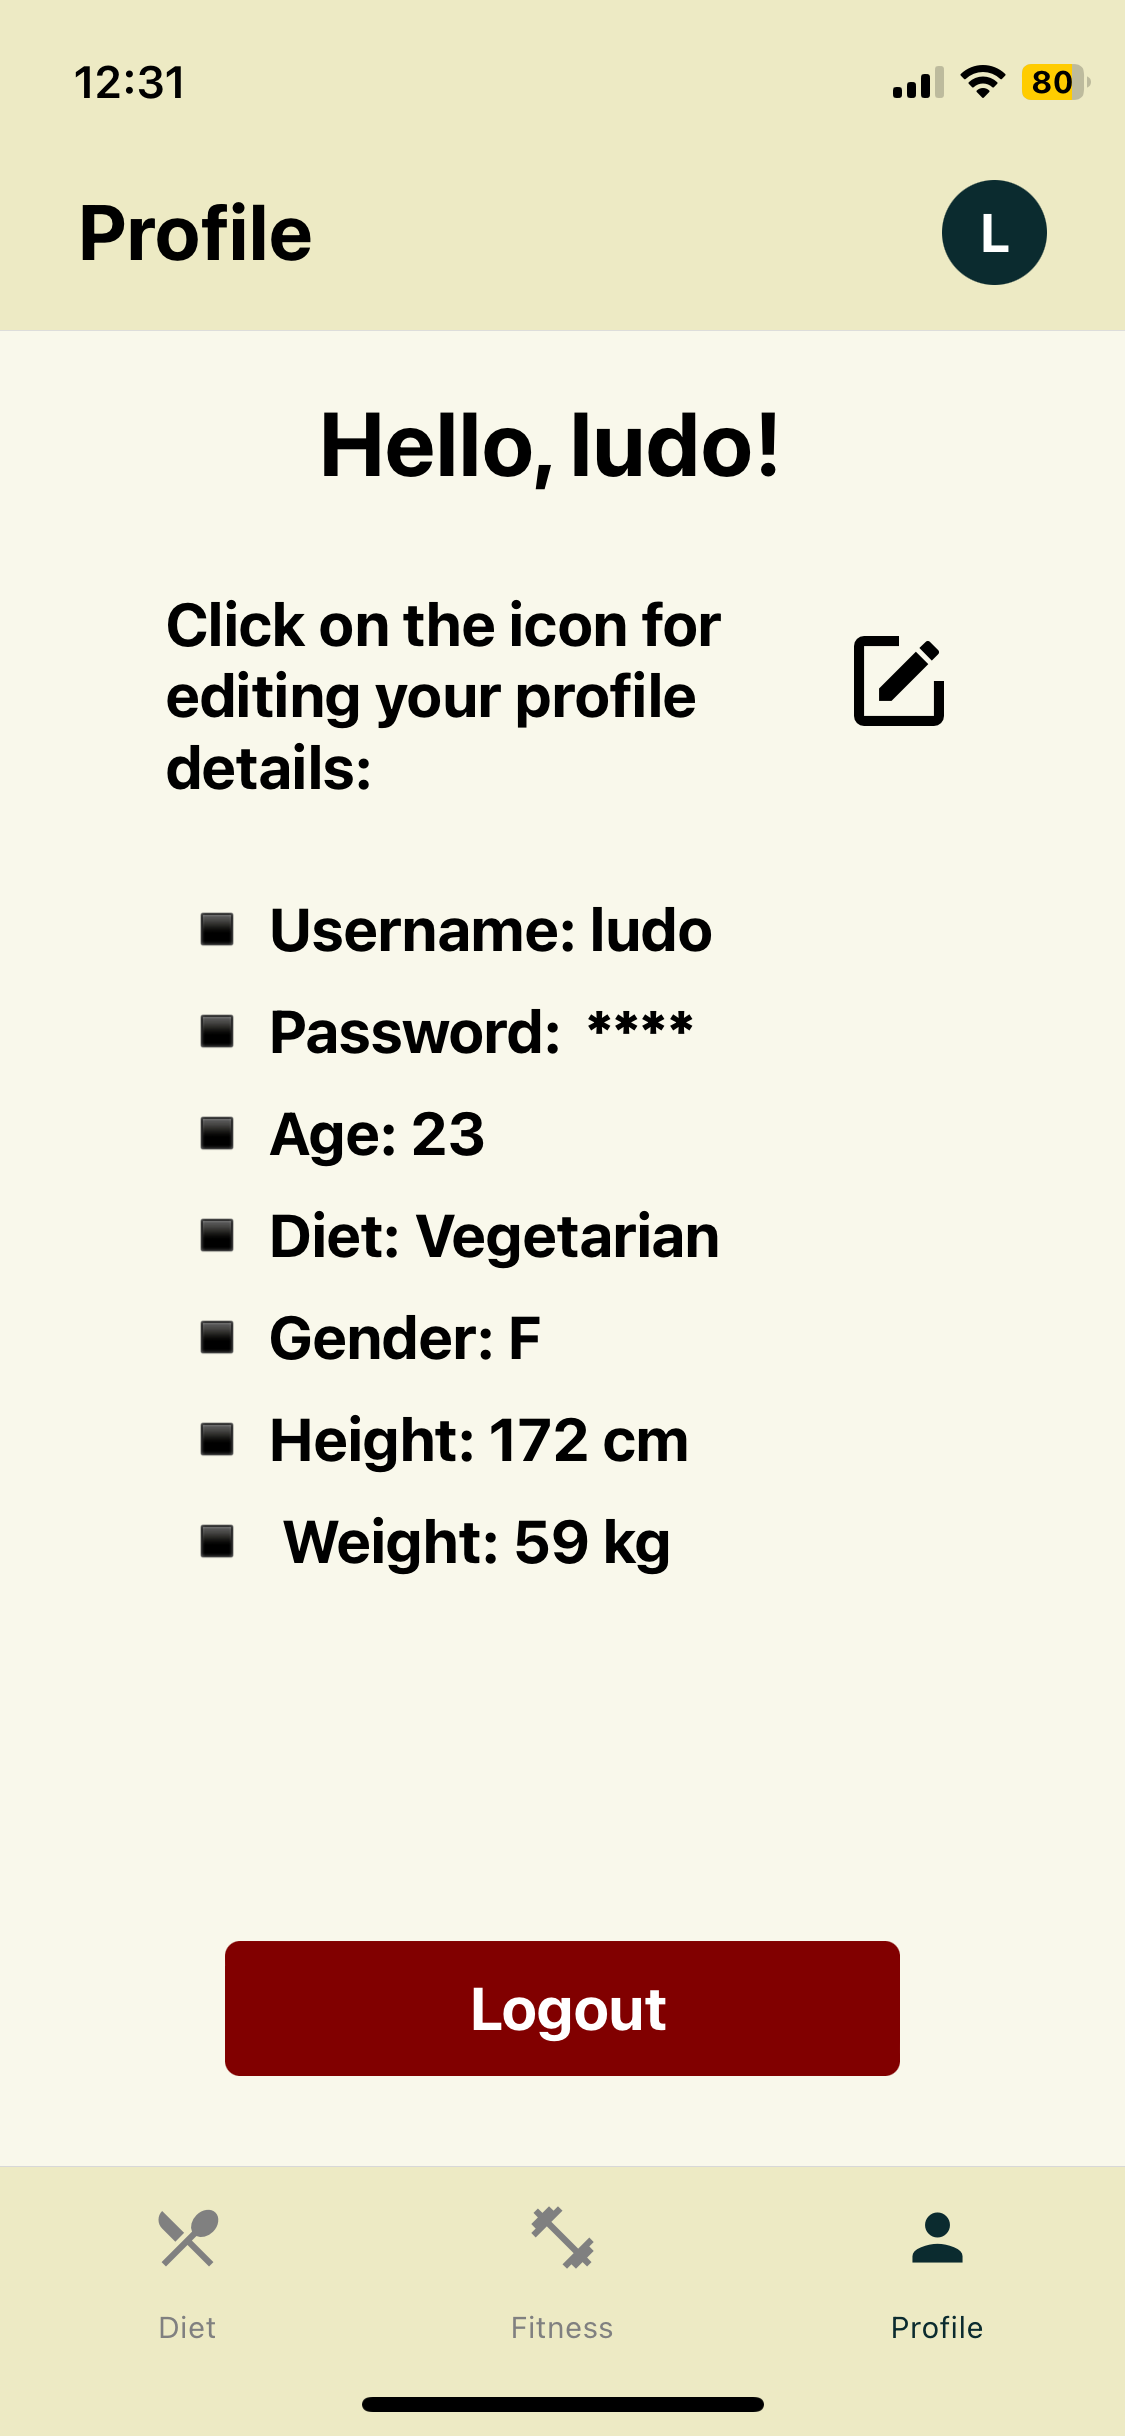 12:31
80
Profile
L
Hello, ludo!
Click on the icon for
editing your profile
details:
Username: ludo
Password: ****
Age: 23
Diet: Vegetarian
Gender: F
Height: 172 cm
Weight: 59 kg
Logout
Diet
Fitness
Profile